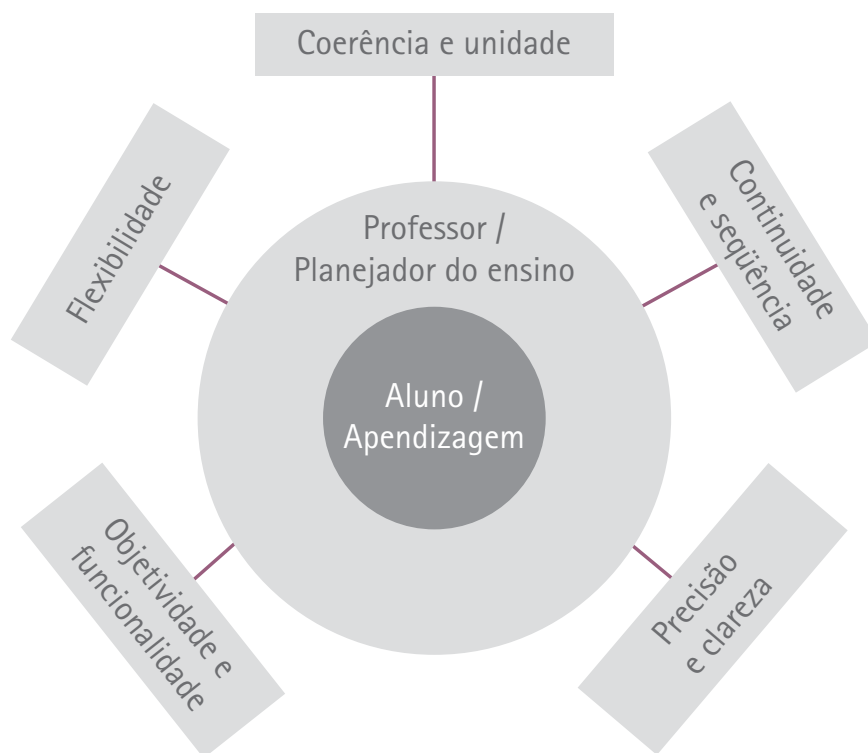 Coerência e unidade
Flexibilidade
Continuidade
e seqüência
Professor /
Planejador do ensino
Aluno /
Apendizagem
Objetividade e
funcionalidade
Precisão
e clareza